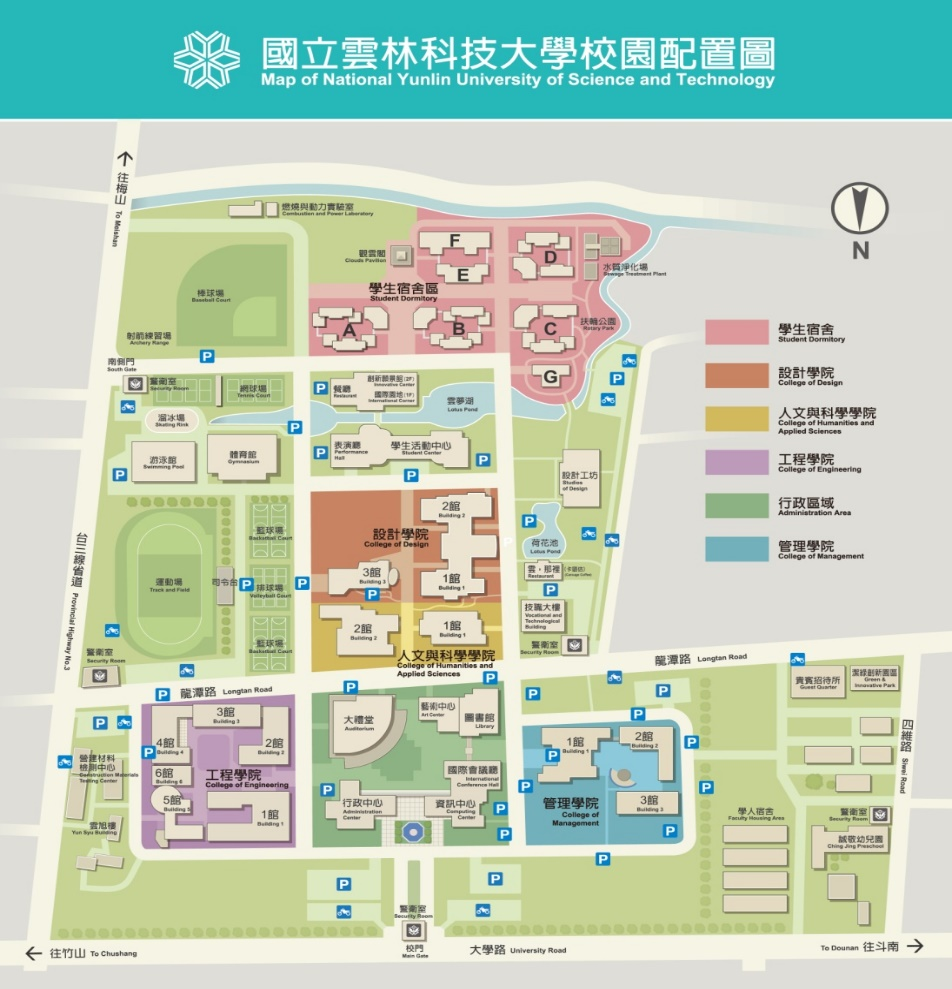 國立雲林科技大學校園配置圖
Map of National Yunlin University of Science and Technology
往梅山 To Meishan
燃燒與動力實驗室
Combustion and Power Laboratory
觀雲閣
Clouds Pavilion
F
E
D
水質淨化場
Sewage Treatment Plant
學生宿舍區
Student Dormitory
A
B
C
G
扶輪公園
Rotary Park
棒球場
Baseball Court
射箭練習場
Archery Range
N
學生宿舍
Student Dormitory
設計學院
College of Design
人文與科學學院
College of Humanities and
Applied Sciences
工程學院
College of Engineering
行政區域
Administration Area
管理學院
College of Management
南側門
South Gate
警衛室
Security Room
網球場
Tennis Court
溜冰場
Skating Rink
游泳館
Swimming Pool
體育館
Gymnasium
餐廳
Restaurant
創新願景館(2F)
Innovative Center
國際園地(1F)
International Corner
雲夢湖
Lotus Pond
表演廳
Performance
Hall
學生活動中心
Student Center
設計工坊
Studios
of Design
設計學院
College of Design
2館
Building 2
3館
Building 3
1館
Building 1
荷花池
Lotus Pond
雲‧那裡
Restaurant
技職大樓
Vocational and
Technological
Building
警衛室
Security Room
籃球場
Basketball Court
運動場
Truck and Field
司令台
排球場
Volleyball Court
籃球場
Basketball Court
2館
Building 2
1館
Building 1
人文與科學學院
College of Humanities and
Applied Sciences
台三線省道 Provincial Highway No.3
警衛室
Security Room
龍潭路 Longtan Road
龍潭路 Longtan Road
貴賓招待所
Guest Quarter
潔綠創新園區
Green &
Innovative Park
四維路 Siwei Road
3館
Building 3
4館
Building 4
2館
Building 2
6館
Building 6
工程學院
College of Engineering
5館
Building 5
1館
Building 1
營建材料
檢測中心
Construction Materials
Testing Center
雲旭樓
Yun Syu Building
大禮堂
Auditorium
藝術中心
Art Center
圖書館
Library
國際會議廳
International
Conference Hall
行政中心
Administration
Center
資訊中心
Computing
Center
1館
Building 1
2館
Building 2
3館
Building 3
管理學院
College of
Management
學人宿舍
Faculty Housing Area
警衛室
Security Room
誠敬幼兒園
Ching Jing Preschool
警衛室
Security Room
校門
Main Gate
往竹山 To Chushang
大學路 University Road
To Dounan 往斗南